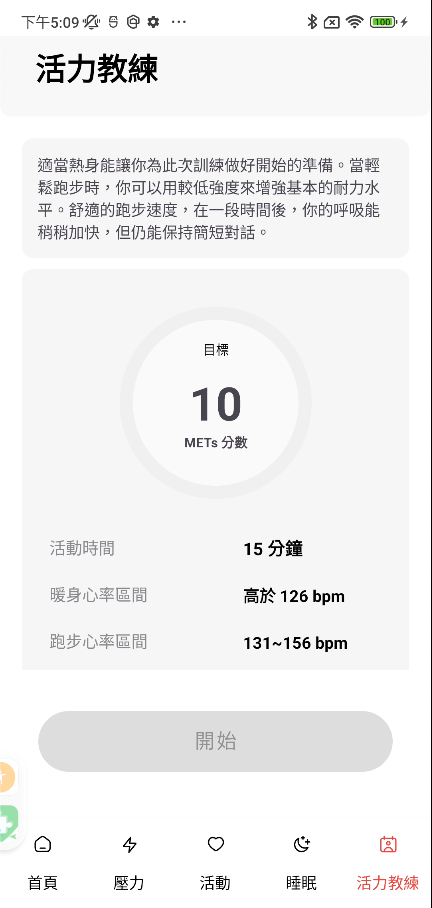 下午5:09
100
活力教練
適當熱身能讓你為此次訓練做好開始的準備。當輕
鬆跑步時，你可以用較低強度來增強基本的耐力水
平。舒適的跑步速度，在一段時間後，你的呼吸能
稍稍加快，但仍能保持簡短對話。
目標
10
METs 分數
活動時間 15 分鐘
暖身心率區間 高於 126 bpm
跑步心率區間 131~156 bpm
開始
首頁 壓力 活動 睡眠 活力教練